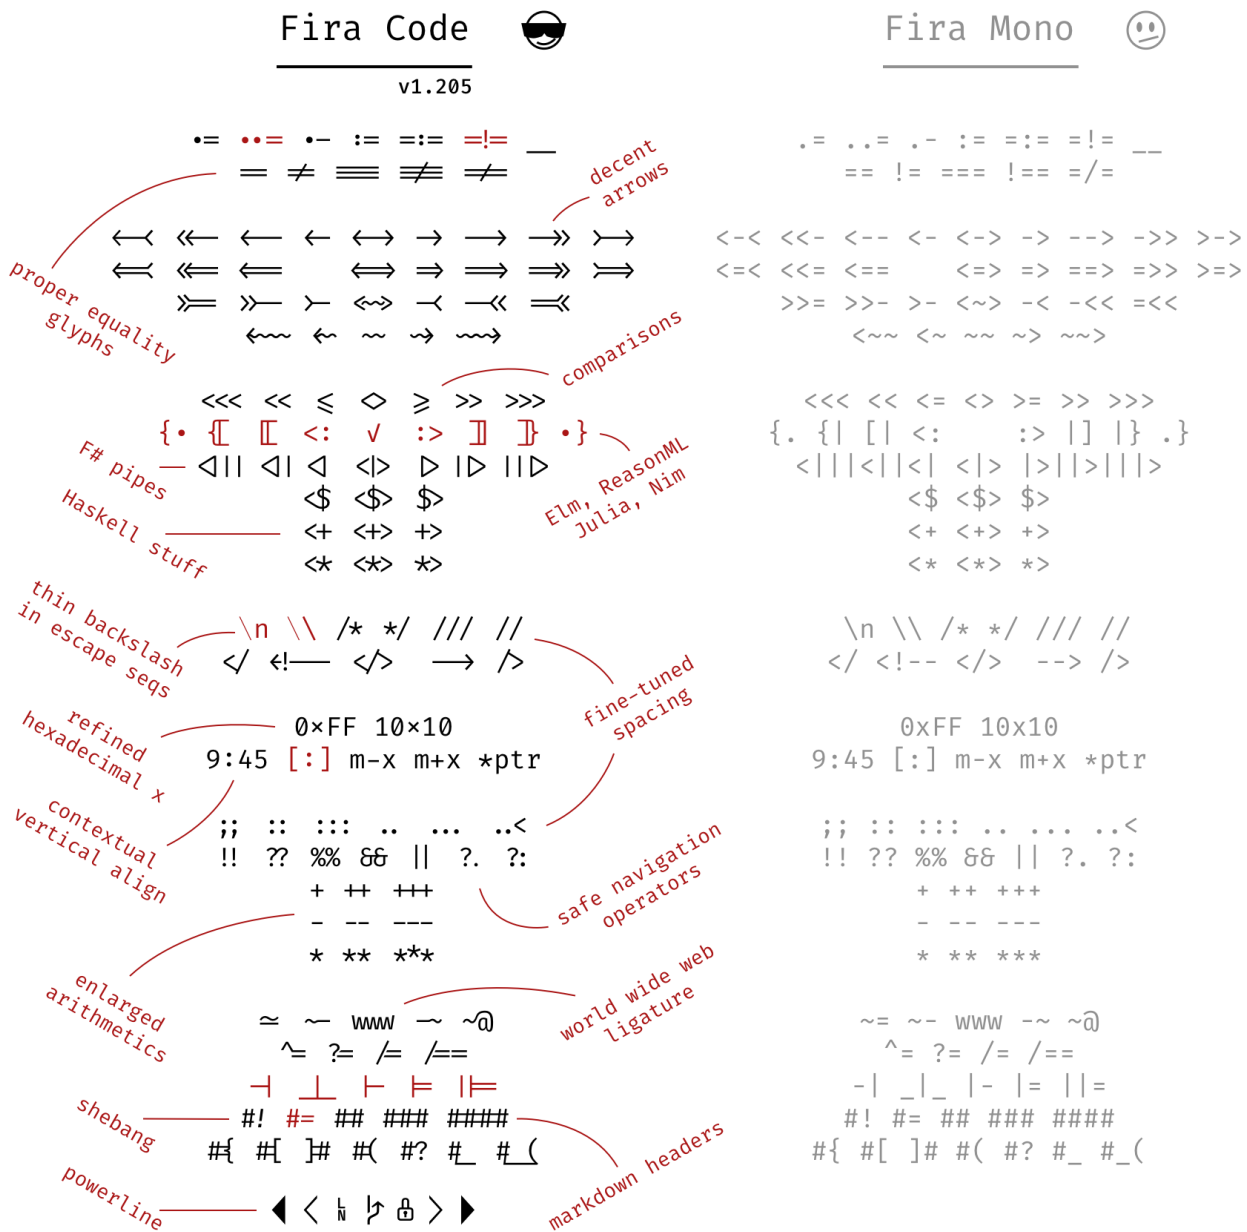 Fira Code 😎 Fira Mono 🫤
v1.205
.= ..= .- := =:= =!= __ .= ..= .- := =:= =!= __
== != === !== =/= == != === !== =/=
decent
arrows
<-< <<- <-- <- <-> -> --> ->> >-> <-< <<- <-- <- <-> -> --> ->> >->
<=< <<= <== <=> => ==> =>> >=> <=< <<= <== <=> => ==> =>> >=>
proper equality
glyphs
>>= >>- >- <~> -< -<< =<< >>= >>- >- <~> -< -<< =<<
<~~ <~ ~~ ~> ~~> <~~ <~ ~~ ~> ~~>
comparisons
<<< << <= <> >= >> >>> <<< << <= <> >= >> >>>
{. {| [| <: √ :> |] |} .} {. {| [| <: :> |] |} .}
F# pipes
<||| <|| <| <|> |> ||> |||> <|||<||<| <|> |>||>|||>
Elm, ReasonML
Julia, Nim
<$ <$> $> <$ <$> $>
Haskell stuff
<+ <+> +> <+ <+> +>
<* <*> *> <* <*> *>
thin backslash
in escape seqs
\n \\ /* */ /// // \n \\ /* */ /// //
</ <!-- </> --> /> </ <!-- </> --> />
fine-tuned
spacing
refined
hexadecimal x
0×FF 10×10 0xFF 10x10
9:45 [:] m-x m+x *ptr 9:45 [:] m-x m+x *ptr
contextual
vertical align
;; :: ::: .. ... ..< ;; :: ::: .. ... ..<
!! ?? %% && || ?. ?: !! ?? %% && || ?. ?:
safe navigation
operators
+ ++ +++ + ++ +++
- -- --- - -- ---
* ** *** * ** ***
enlarged
arithmetics
world wide web
ligature
~= ~- www -~ ~@ ~= ~- www -~ ~@
^= ?= /= /== ^= ?= /= /==
-| _|_ |- |= ||= -| _|_ |- |= ||=
shebang
#! #= ## ### #### #! #= ## ### ####
#{ #[ ]# #( #? #_ #_( #{ #[ ]# #( #? #_ #_(
markdown headers
powerline
LN